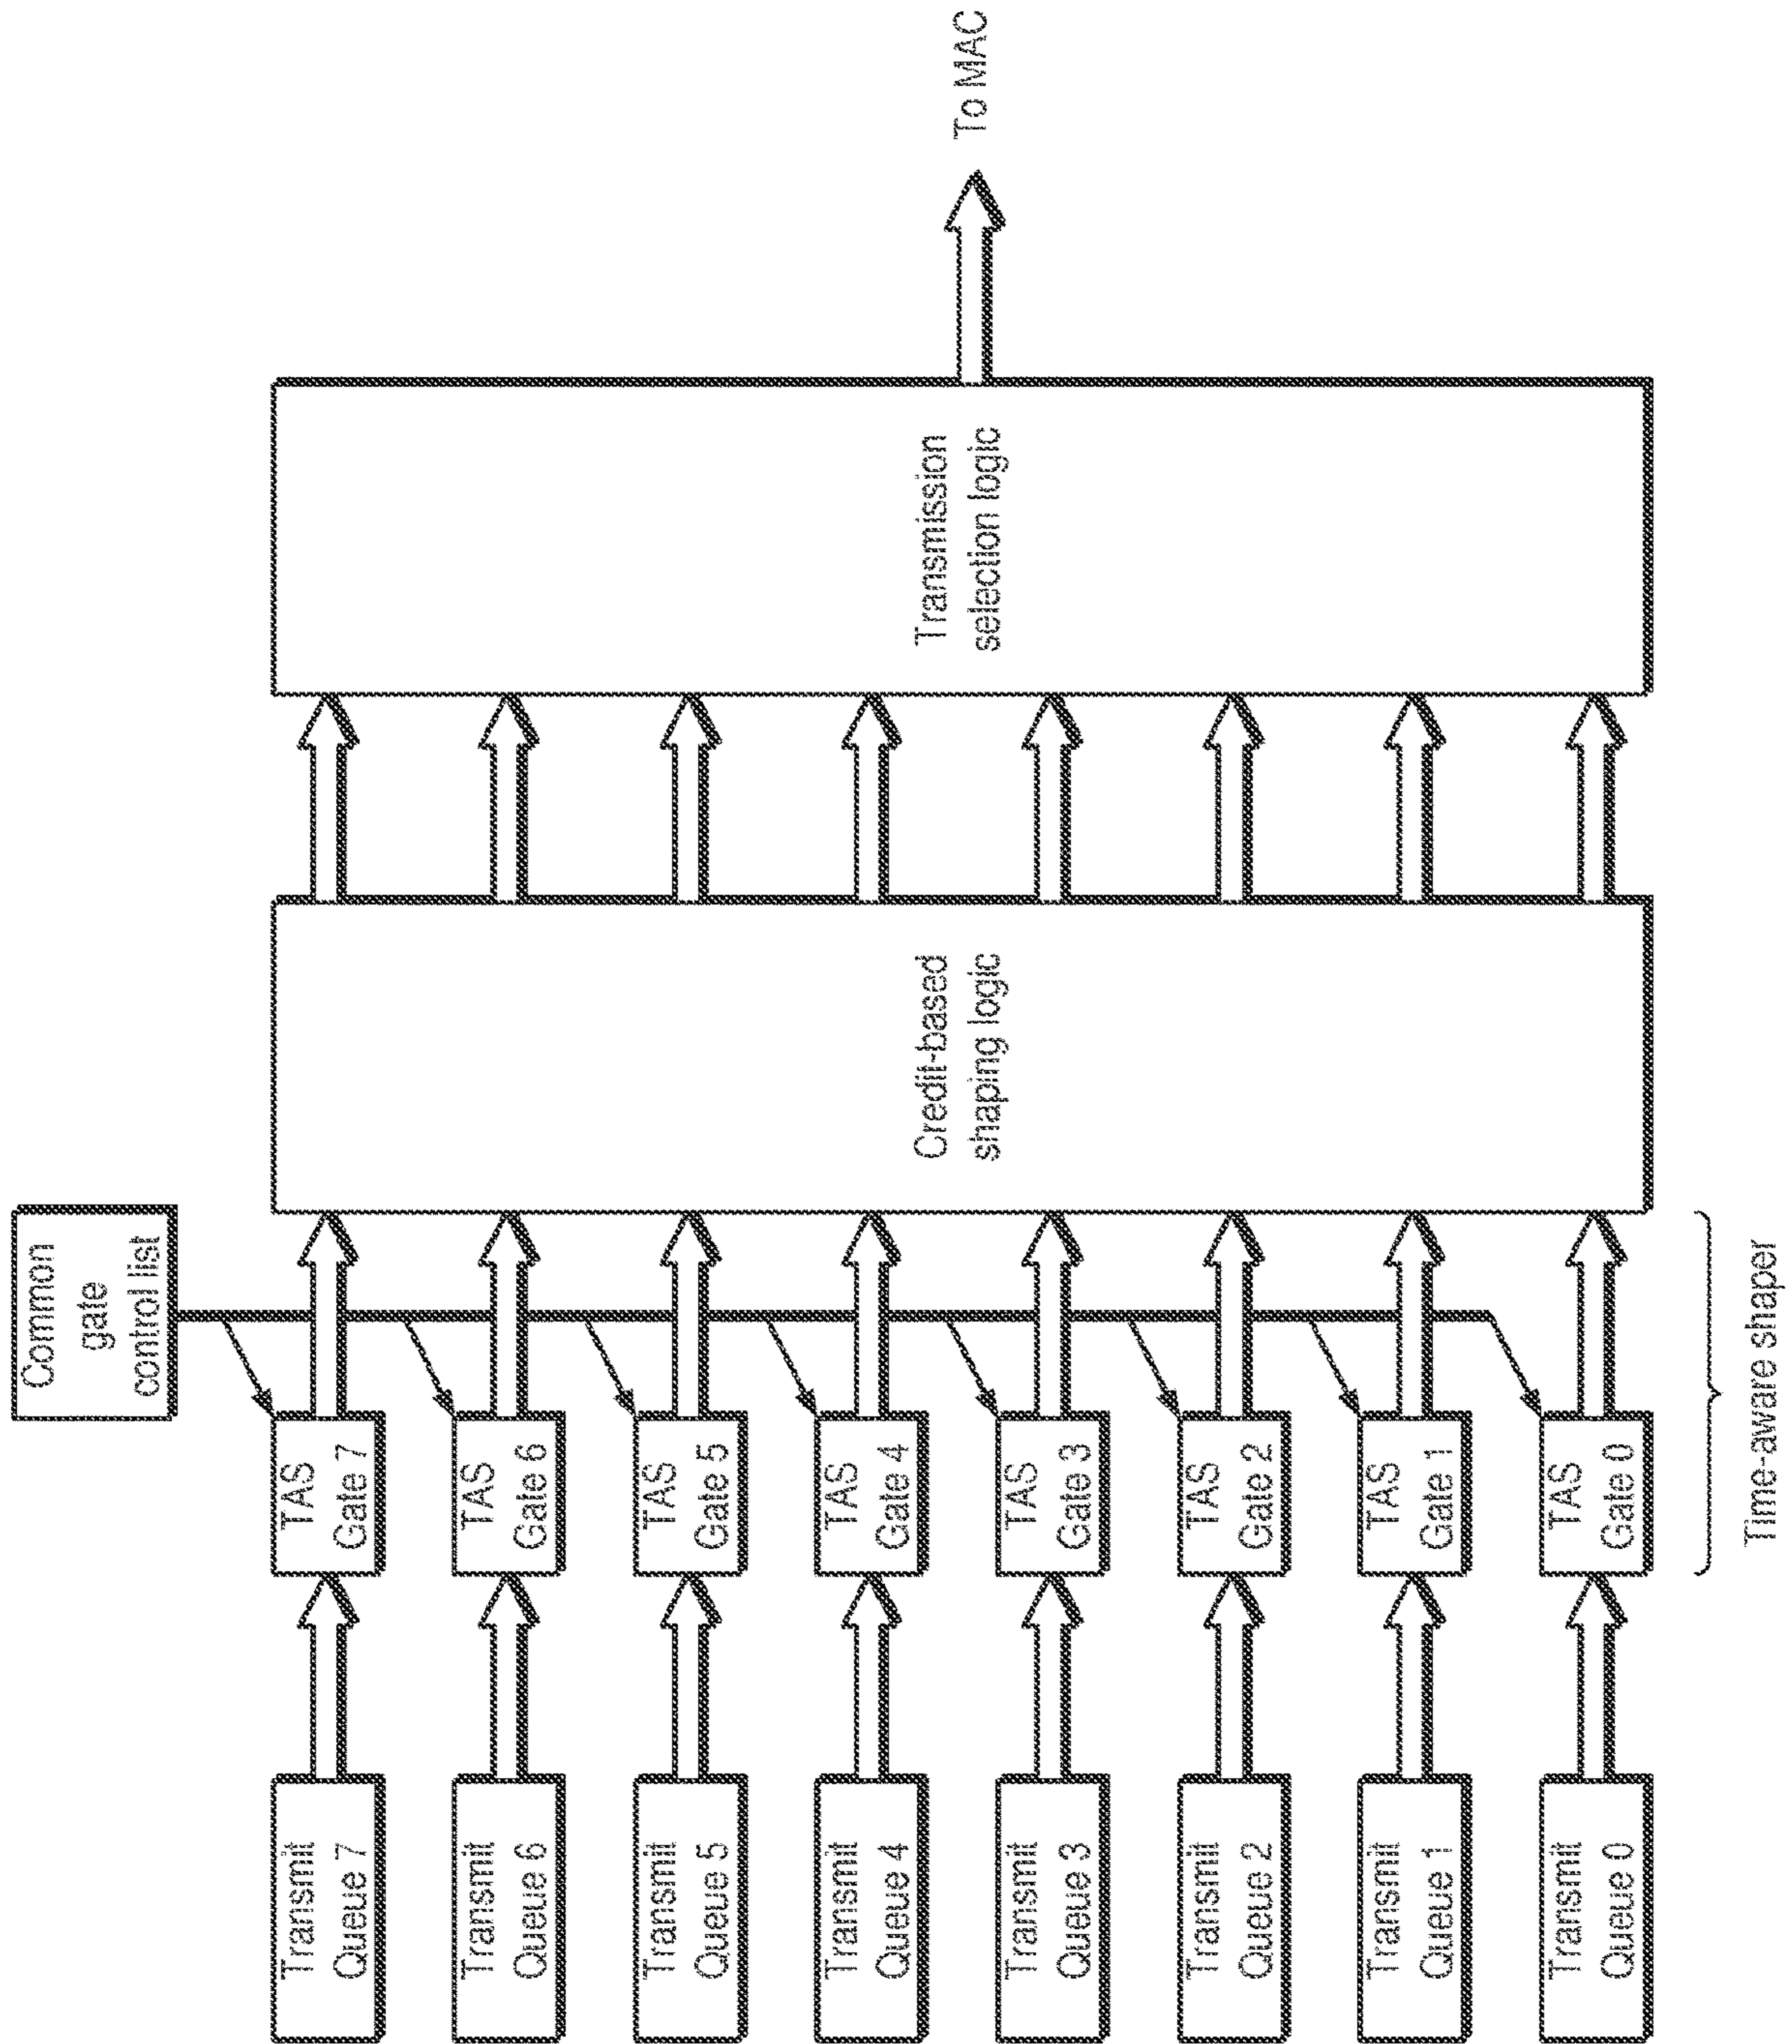 Common
gate
control list
Transmit
Queue 7
TAS
Gate 7
Transmit
Queue 6
TAS
Gate 6
Transmit
Queue 5
TAS
Gate 5
Transmit
Queue 4
TAS
Gate 4
Transmit
Queue 3
TAS
Gate 3
Transmit
Queue 2
TAS
Gate 2
Transmit
Queue 1
TAS
Gate 1
Transmit
Queue 0
TAS
Gate 0
Credit-based
shaping logic
Transmission
selection logic
To MAC
Time-aware shaper